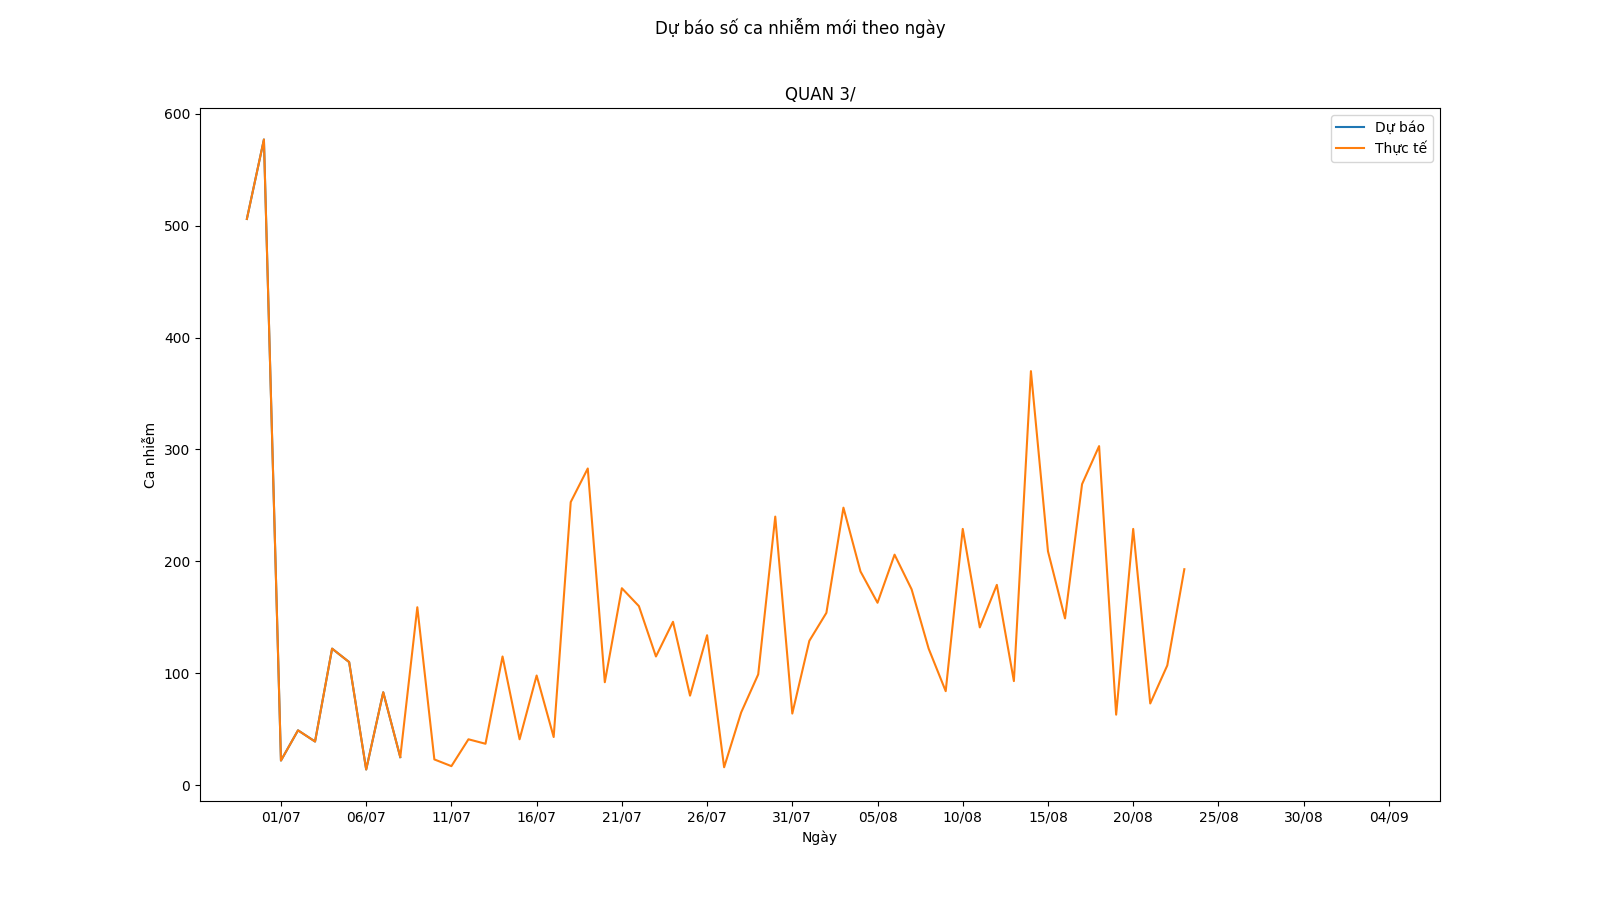 Dự báo số ca nhiễm mới theo ngày
QUAN 3/
Dự báo
Thực tế
Ca nhiễm
600
500
400
300
200
100
0
01/07 06/07 11/07 16/07 21/07 26/07 31/07 05/08 10/08 15/08 20/08 25/08 30/08 04/09
Ngày